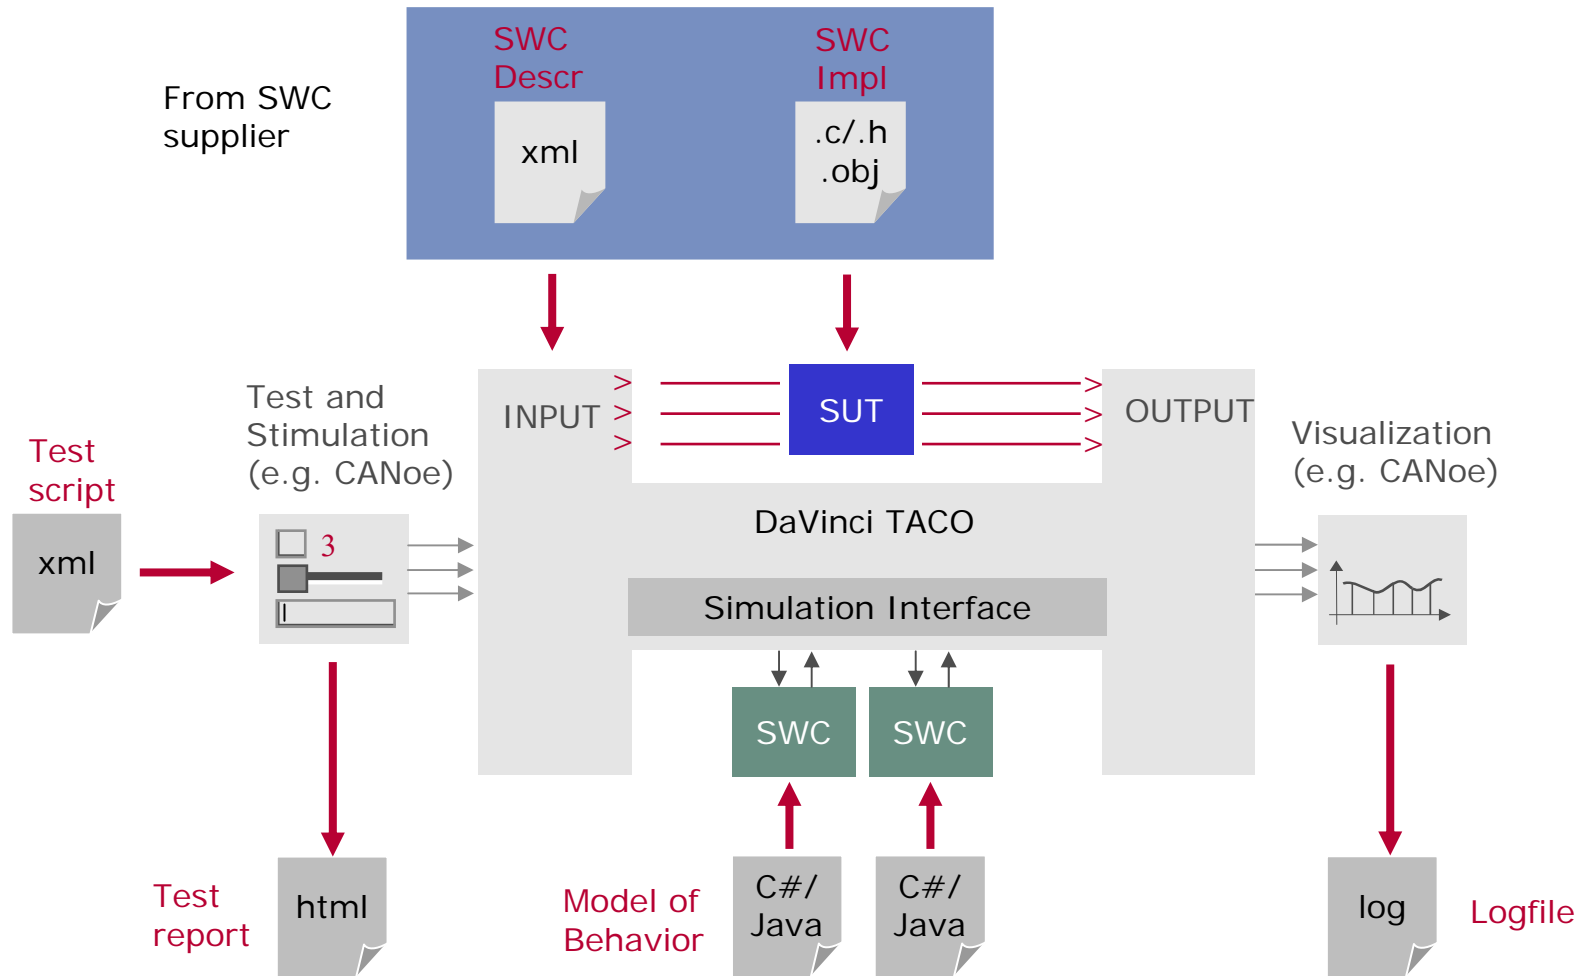 SWC
Descr
SWC
Impl
From SWC
supplier
xml
.c/.h
.obj
Test and
Stimulation
(e.g. CANoe)
INPUT
>
>
>
SUT
>
>
>
OUTPUT
Visualization
(e.g. CANoe)
Test
script
xml
3
DaVinci TACO
Simulation Interface
SWC
SWC
Test
report
html
Model of
Behavior
C#/
Java
C#/
Java
log
Logfile